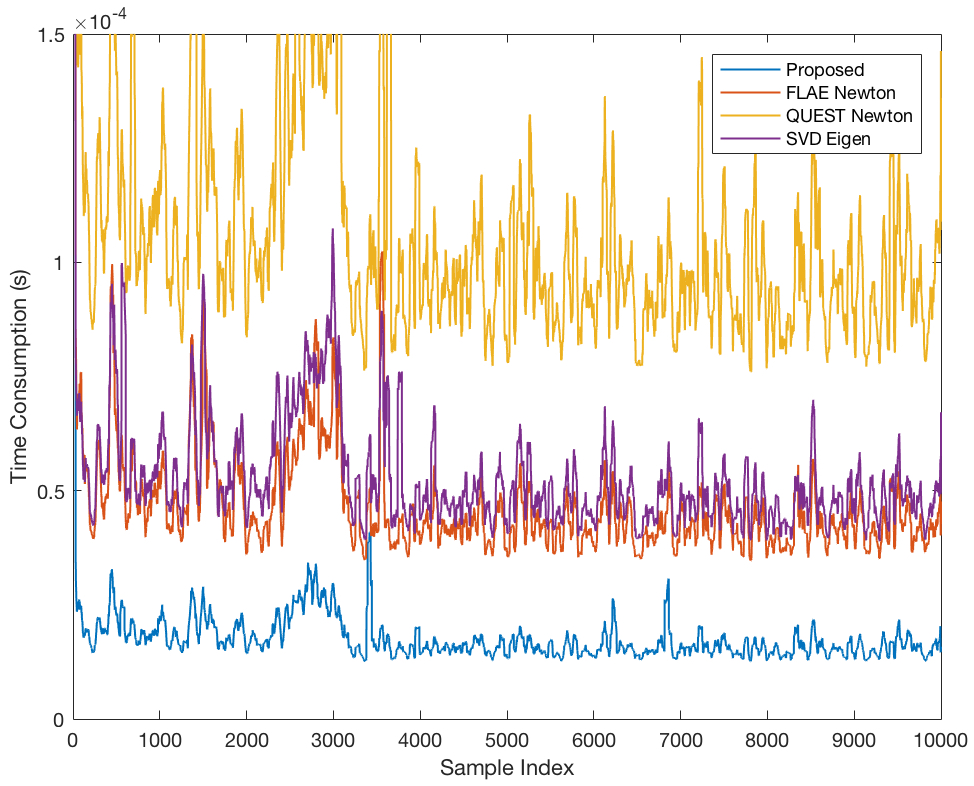 ×10-4
1.5
1
0.5
0
Time Consumption (s)
Proposed
FLAE Newton
QUEST Newton
SVD Eigen
0 1000 2000 3000 4000 5000 6000 7000 8000 9000 10000
Sample Index